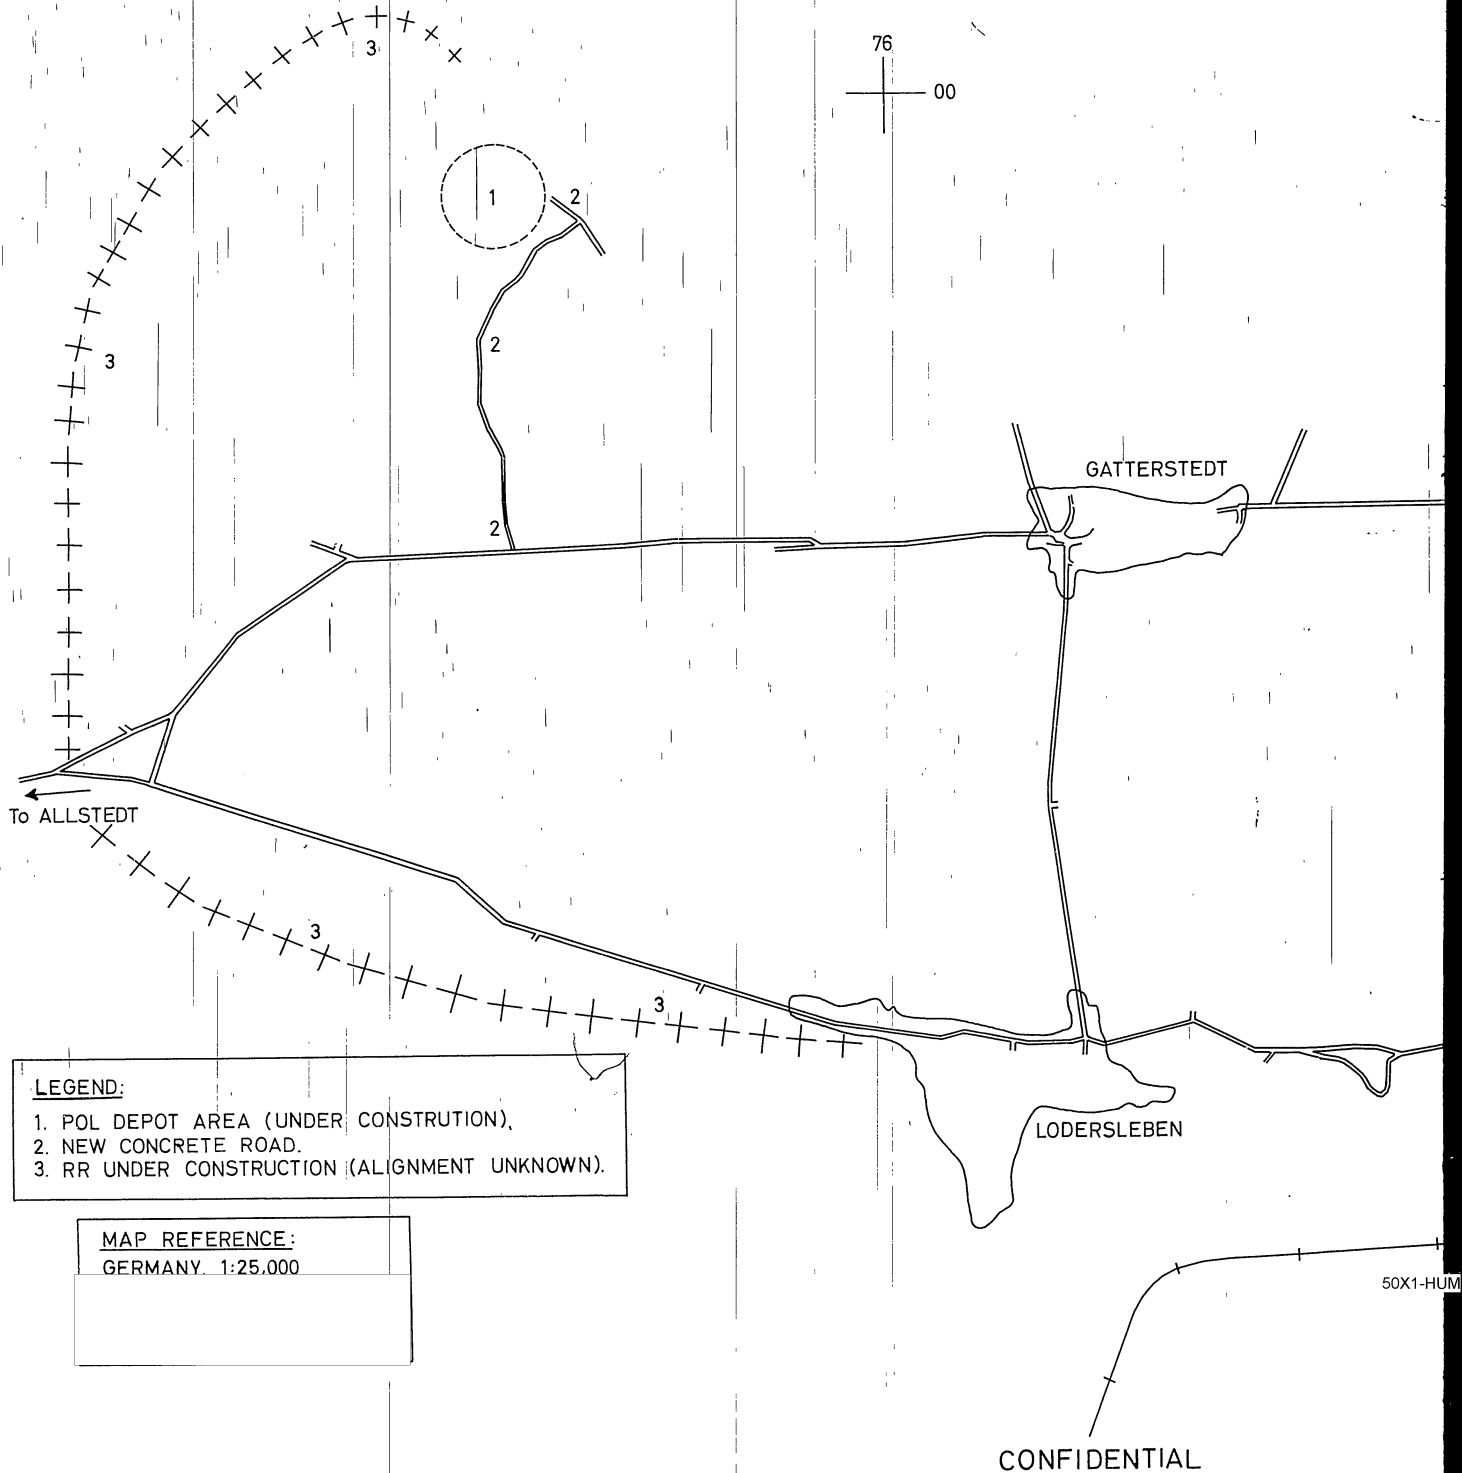 3
76
00
1
2
2
3
GATTERSTEDT
2
To ALLSTEDT
3
3
LEGEND:
1. POL DEPOT AREA (UNDER CONSTRUTION),
2. NEW CONCRETE ROAD.
3. RR UNDER CONSTRUCTION (ALIGNMENT UNKNOWN).
LODERSLEBEN
MAP REFERENCE:
GERMANY. 1:25,000
50X1-HUM
CONFIDENTIAL